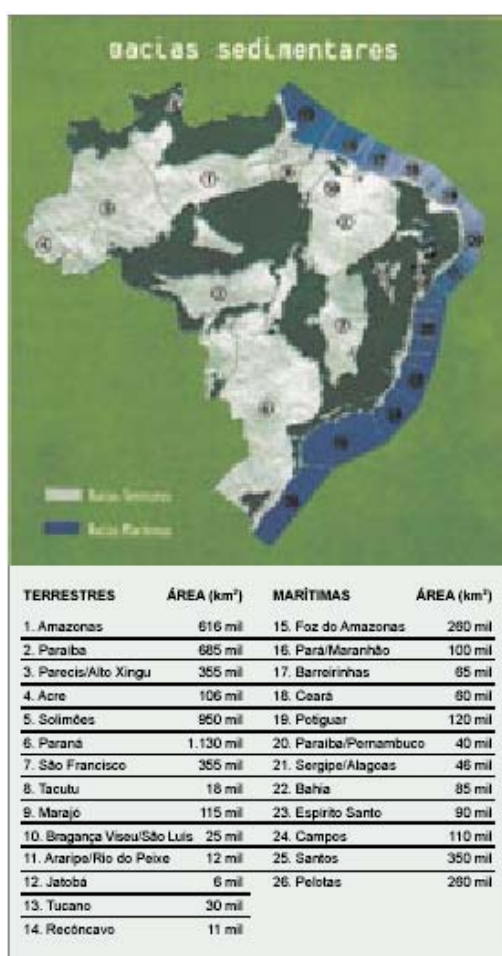 Bacias sedimentares
Bacias Terrestres
Bacias Marítimas
TERRESTRES ÁREA (km²) MARÍTIMAS ÁREA (km²)
1. Amazonas 616 mil 15. Foz do Amazonas 260 mil
2. Paraíba 685 mil 16. Pará/Maranhão 100 mil
3. Parecis/Alto Xingu 355 mil 17. Barreirinhas 65 mil
4. Acre 106 mil 18. Ceará 60 mil
5. Solimões 950 mil 19. Potiguar 120 mil
6. Paraná 1.130 mil 20. Paraíba/Pernambuco 40 mil
7. São Francisco 355 mil 21. Sergipe/Alagoas 46 mil
8. Tacutu 18 mil 22. Bahia 85 mil
9. Marajó 115 mil 23. Espírito Santo 90 mil
10. Bragança Viseu/São Luís 25 mil 24. Campos 110 mil
11. Araripe/Rio do Peixe 12 mil 25. Santos 350 mil
12. Jatobá 6 mil 26. Pelotas 260 mil
13. Tucano 30 mil
14. Recôncavo 11 mil